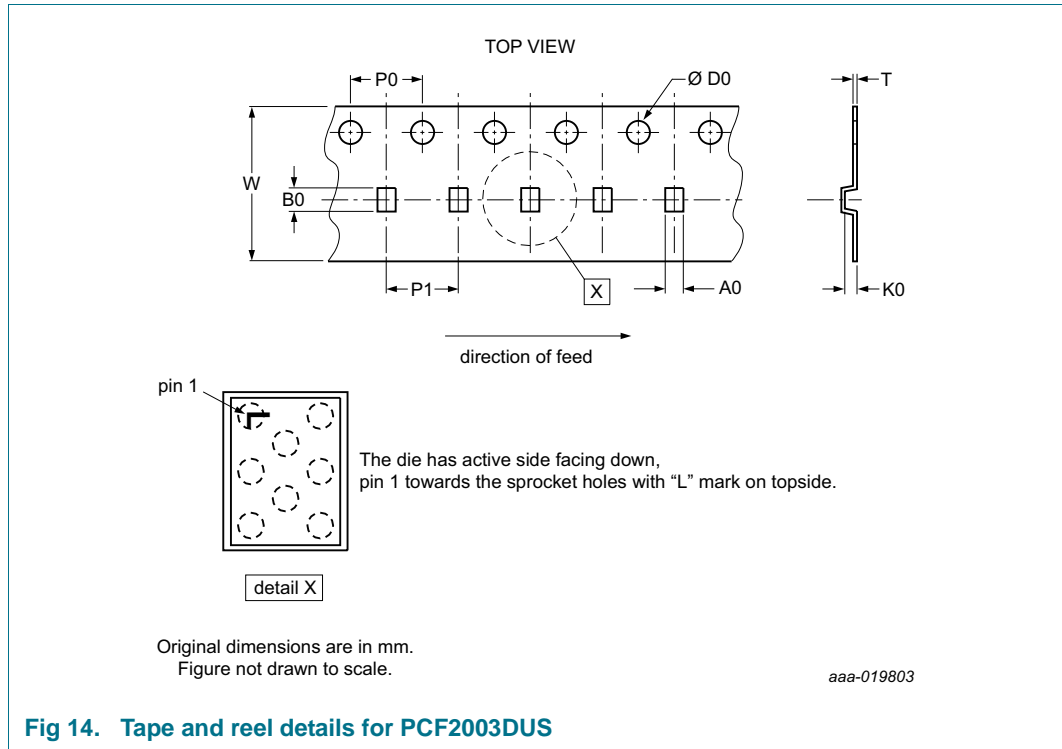 TOP VIEW
P0
Ø D0
T
W
B0
P1
X
A0
K0
direction of feed
pin 1
The die has active side facing down,
pin 1 towards the sprocket holes with “L” mark on topside.
detail X
Original dimensions are in mm.
Figure not drawn to scale.
aaa-019803
Fig 14. Tape and reel details for PCF2003DUS